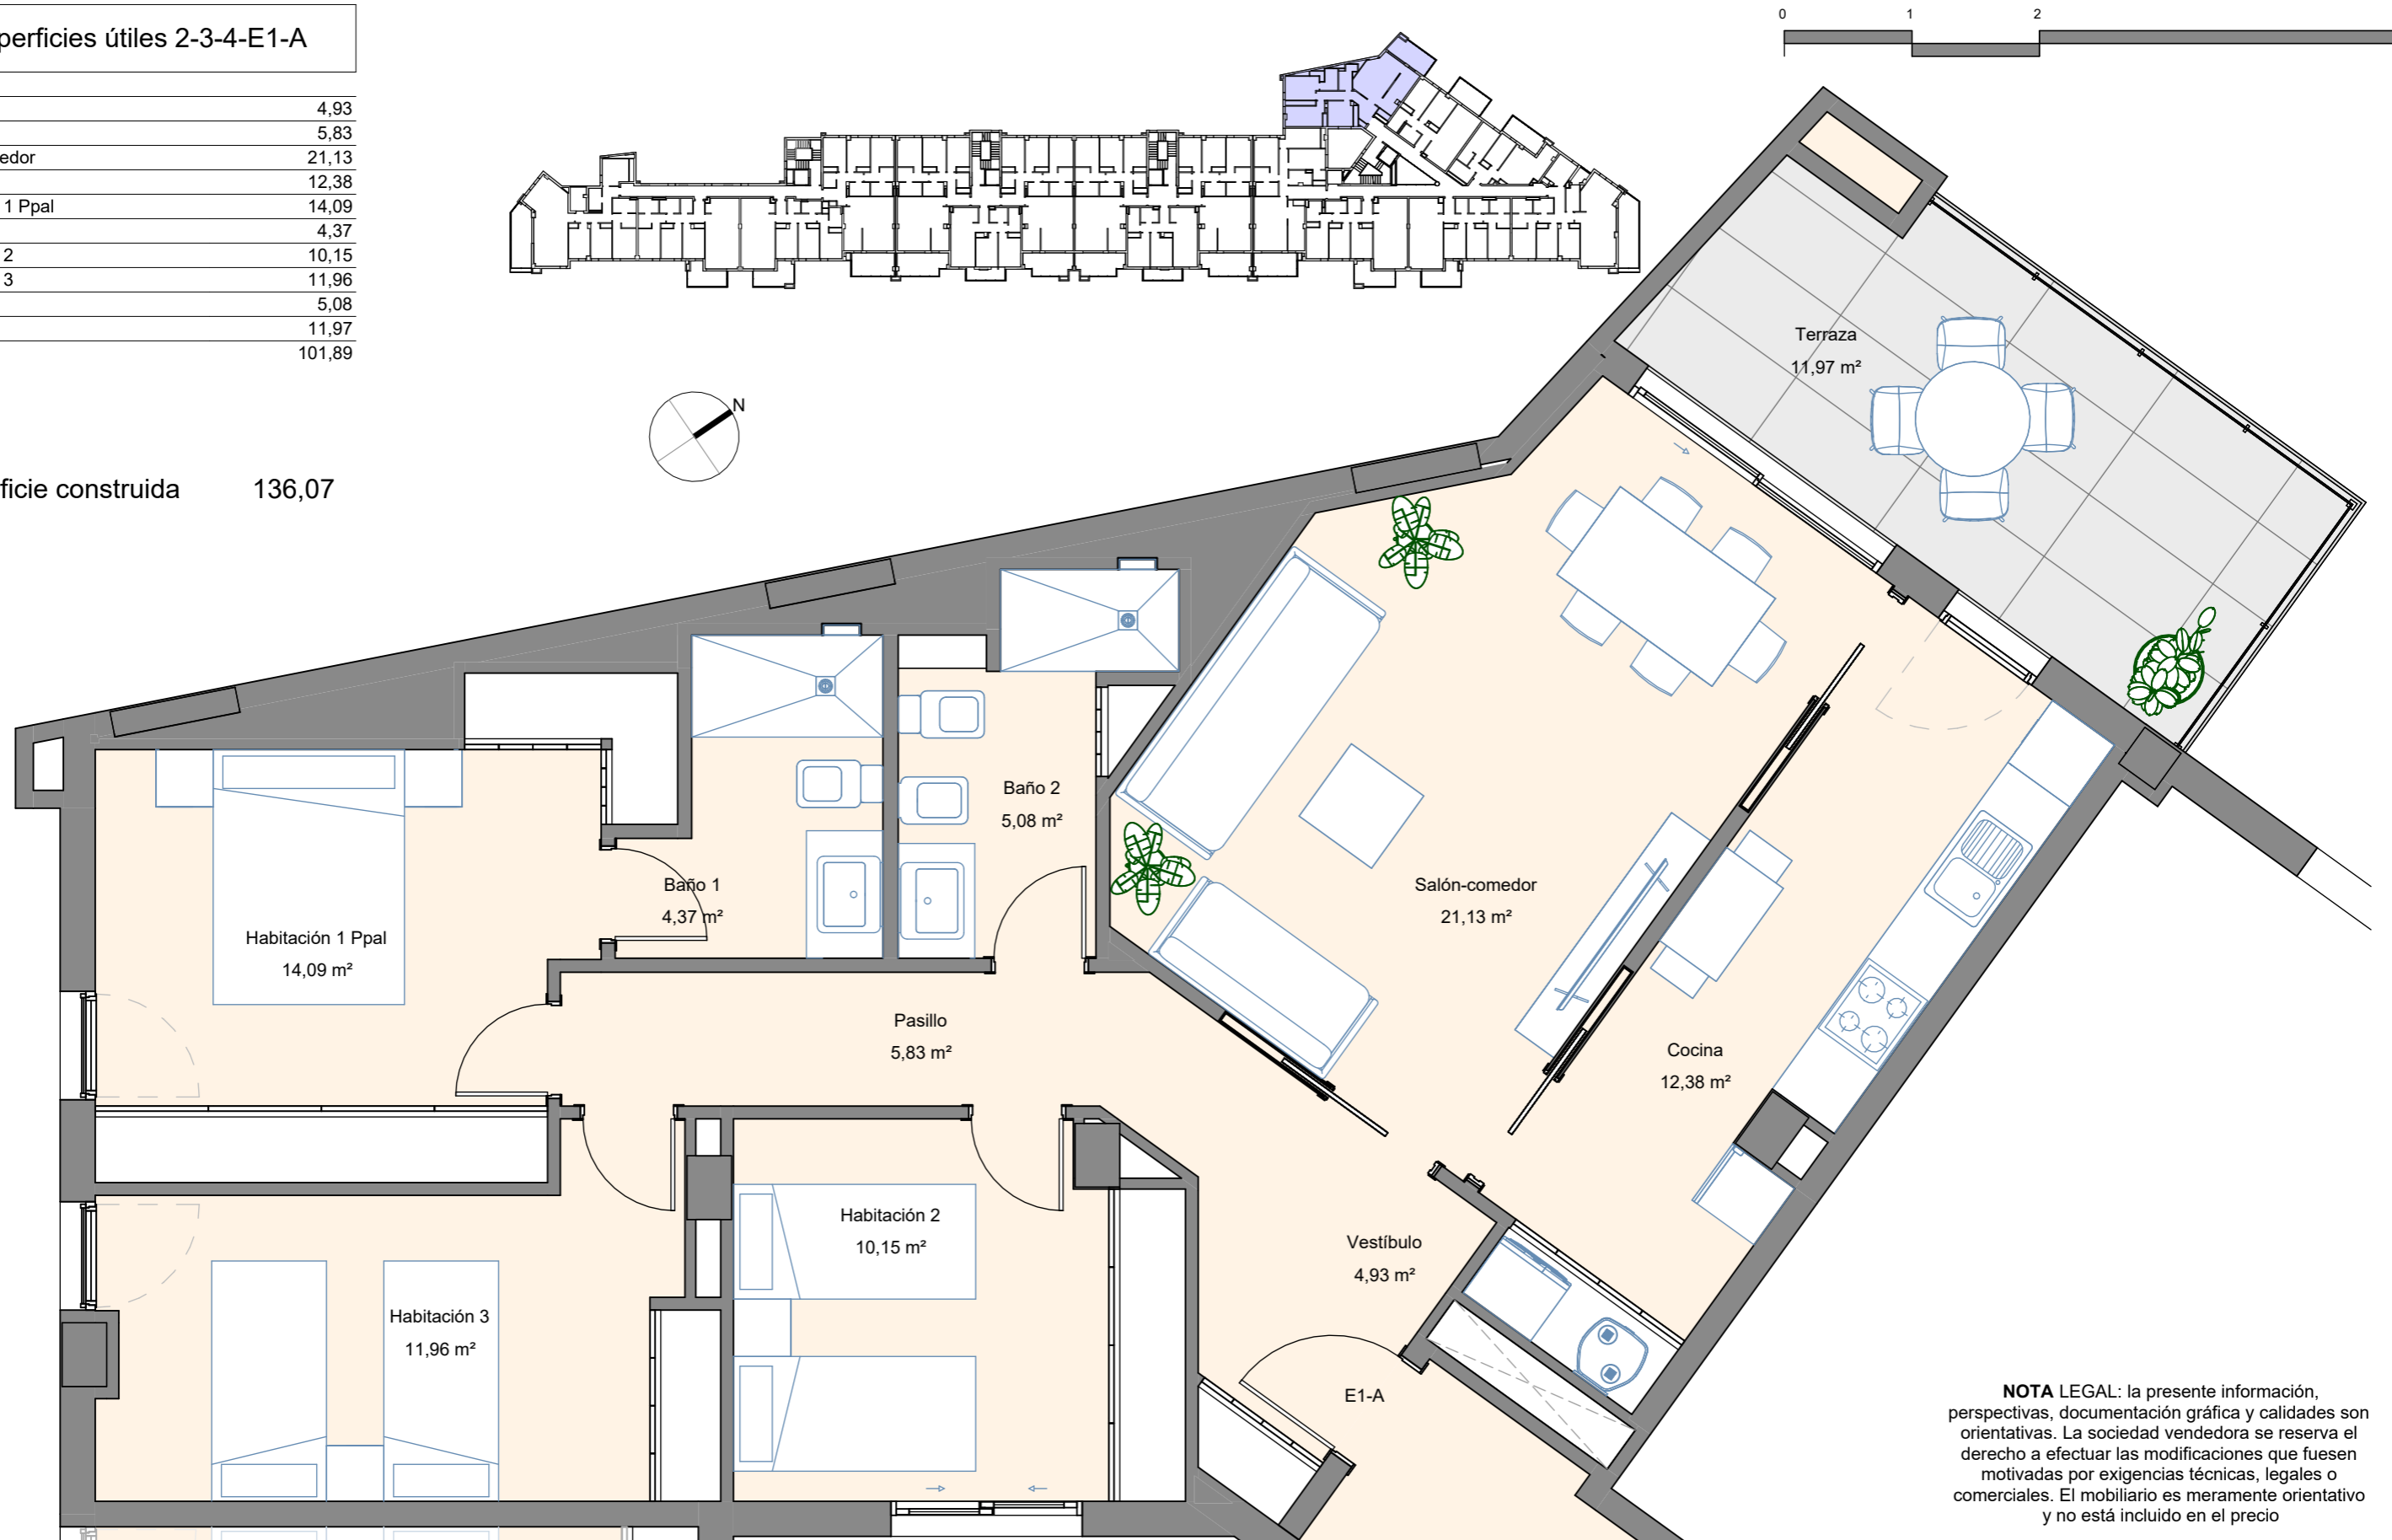 perficies útiles 2-3-4-E1-A
4,93
5,83
edor 21,13
12,38
1 Ppal 14,09
4,37
2 10,15
3 11,96
5,08
11,97
101,89
ficie construida 136,07
0 1 2
N
Terraza
11,97 m²
Baño 2
5,08 m²
Baño 1
4,37 m²
Salón-comedor
21,13 m²
Habitación 1 Ppal
14,09 m²
Pasillo
5,83 m²
Cocina
12,38 m²
Habitación 2
10,15 m²
Vestíbulo
4,93 m²
Habitación 3
11,96 m²
E1-A
NOTA LEGAL: la presente información,
perspectivas, documentación gráfica y calidades son
orientativas. La sociedad vendedora se reserva el
derecho a efectuar las modificaciones que fuesen
motivadas por exigencias técnicas, legales o
comerciales. El mobiliario es meramente orientativo
y no está incluido en el precio